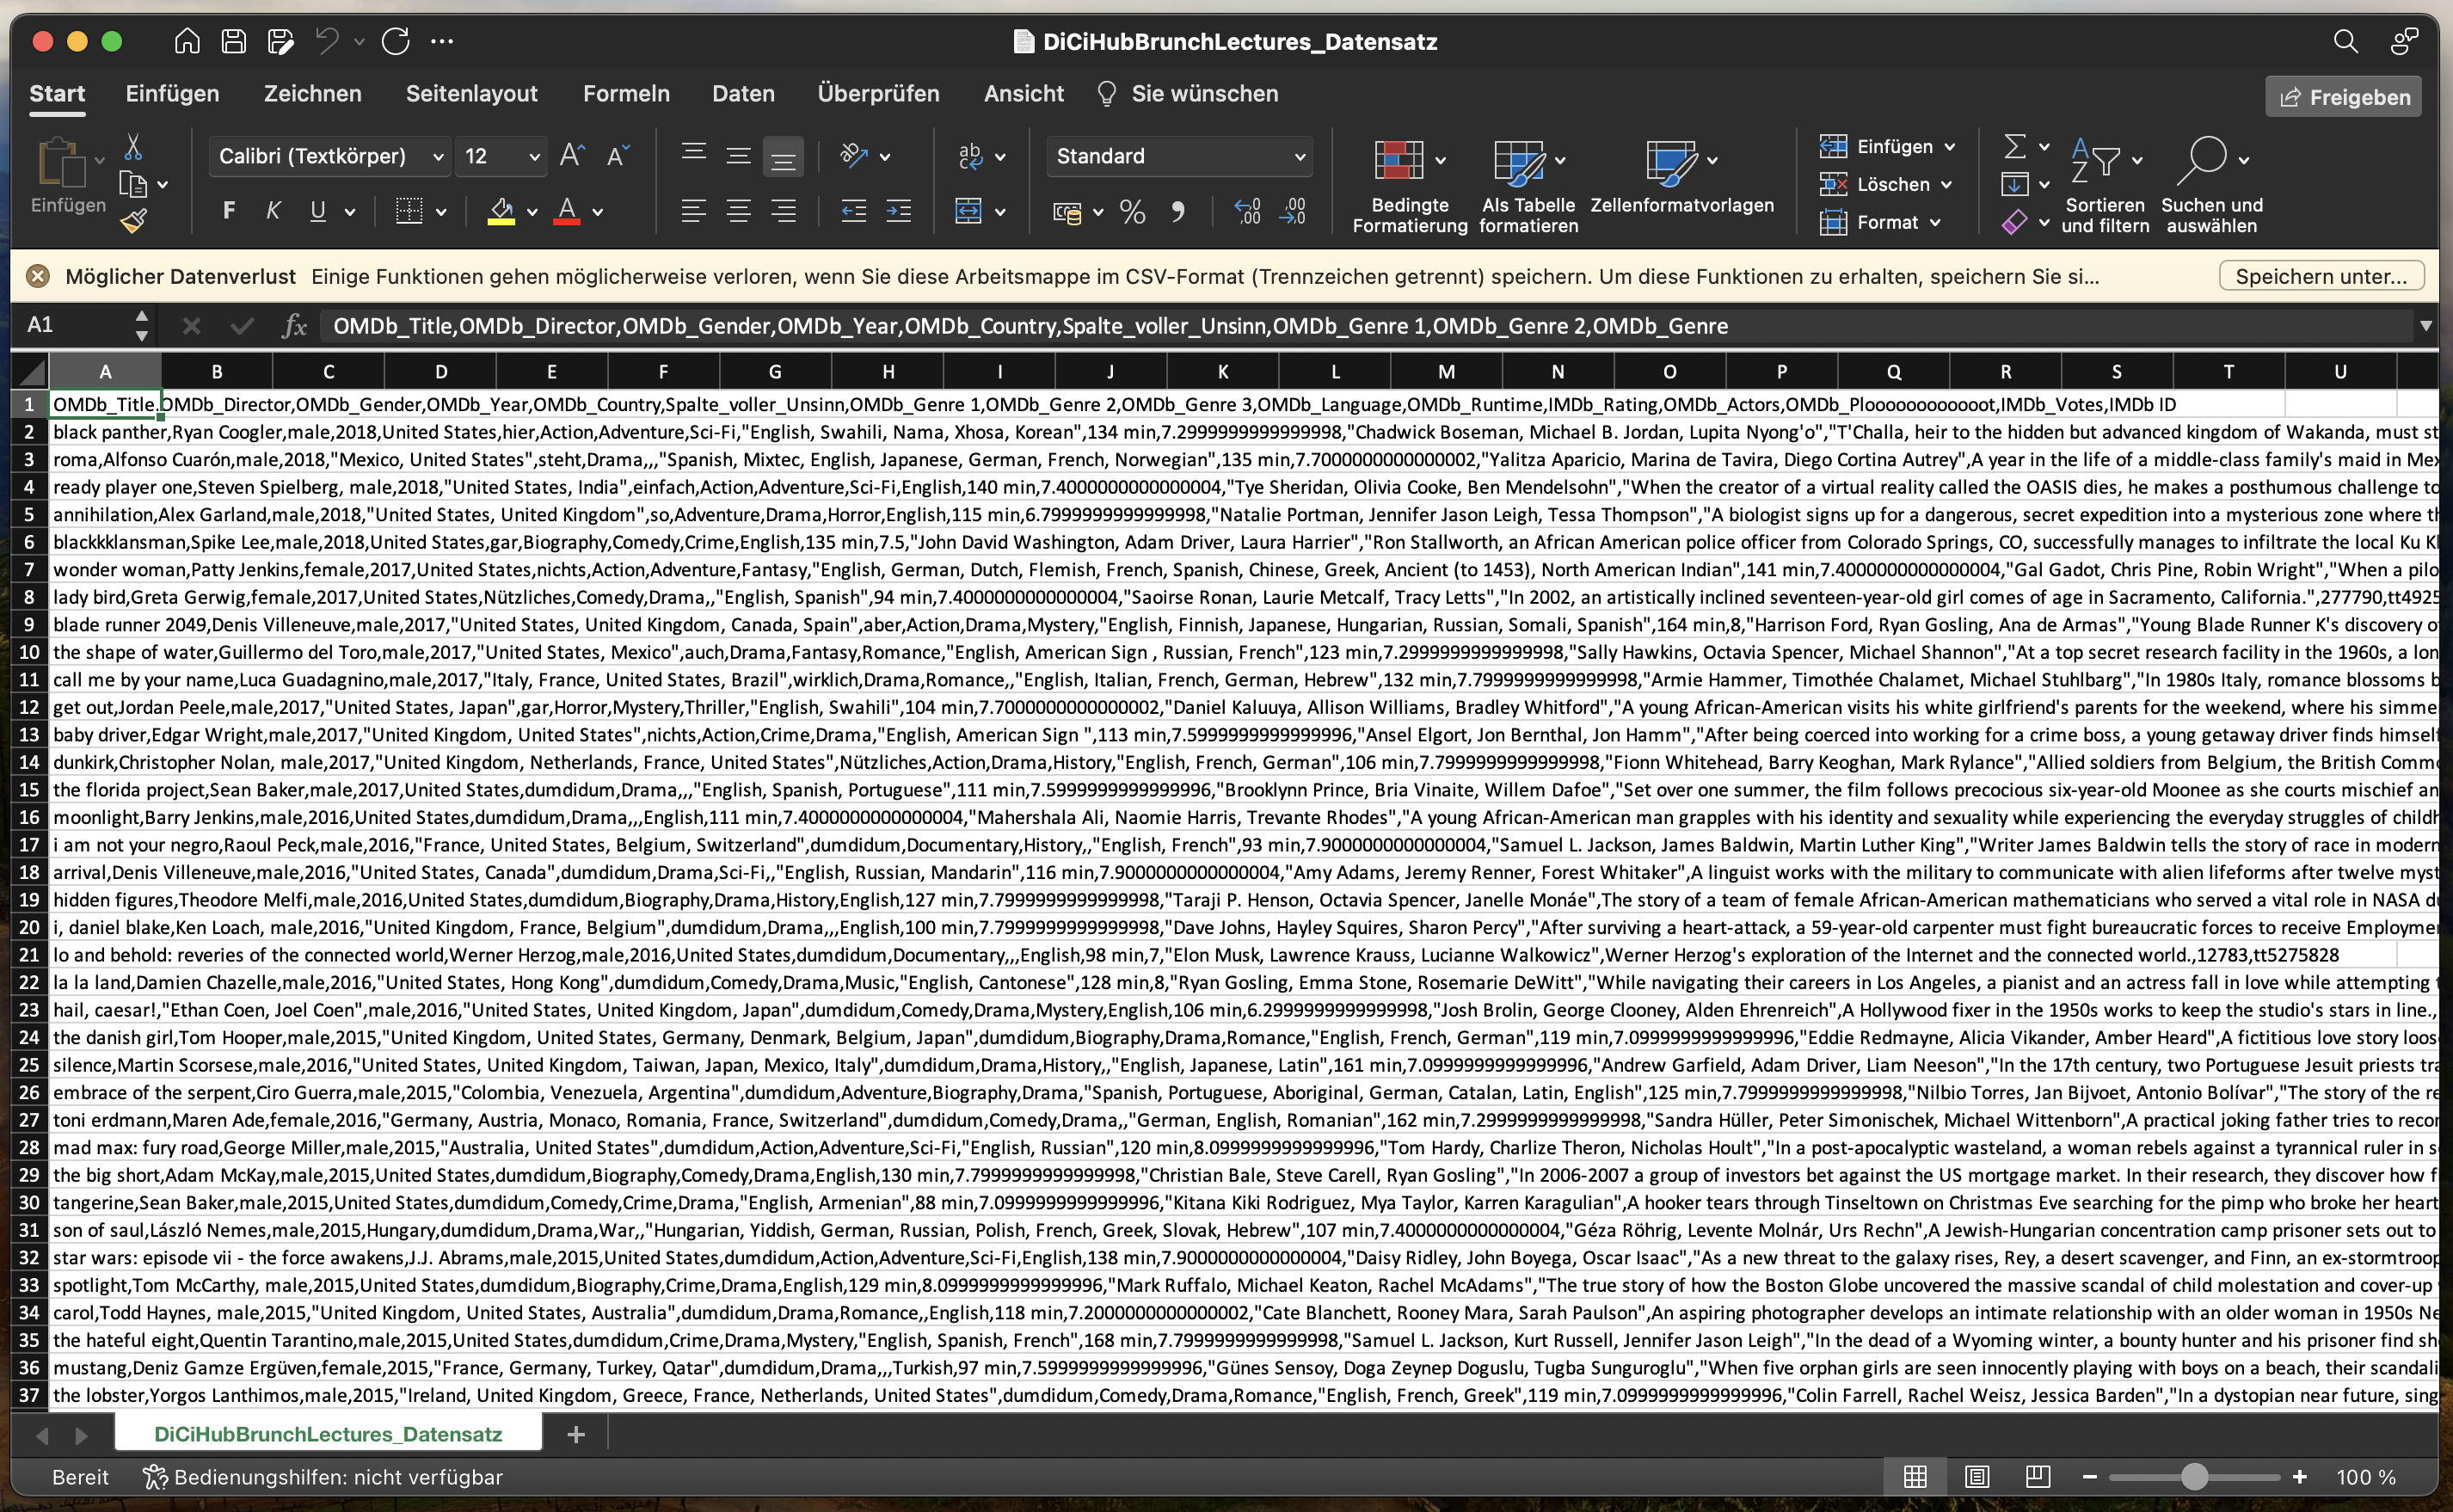 DiCiHubBrunchLectures_Datensatz
Start Einfügen Zeichnen Seitenlayout Formeln Daten Überprüfen Ansicht Sie wünschen Freigeben
Einfügen
Calibri (Textkörper) 12
F K U
Standard
Bedingte Formatierung
Als Tabelle formatieren
Zellenformatvorlagen
Einfügen
Löschen
Format
Sortieren und filtern
Suchen und auswählen
Möglicher Datenverlust Einige Funktionen gehen möglicherweise verloren, wenn Sie diese Arbeitsmappe im CSV-Format (Trennzeichen getrennt) speichern. Um diese Funktionen zu erhalten, speichern Sie si... Speichern unter...
A1 fx OMDb_Title,OMDb_Director,OMDb_Gender,OMDb_Year,OMDb_Country,Spalte_voller_Unsinn,OMDb_Genre 1,OMDb_Genre 2,OMDb_Genre
A B C D E F G H I J K L M N O P Q R S T U
1 OMDb_Title,OMDb_Director,OMDb_Gender,OMDb_Year,OMDb_Country,Spalte_voller_Unsinn,OMDb_Genre 1,OMDb_Genre 2,OMDb_Genre 3,OMDb_Language,OMDb_Runtime,IMDb_Rating,OMDb_Actors,OMDb_Plooooooooooooot,IMDb_Votes,IMDb ID
2 black panther,Ryan Coogler,male,2018,United States,hier,Action,Adventure,Sci-Fi,"English, Swahili, Nama, Xhosa, Korean",134 min,7.2999999999999998,"Chadwick Boseman, Michael B. Jordan, Lupita Nyong'o","T'Challa, heir to the hidden but advanced kingdom of Wakanda, must st
3 roma,Alfonso Cuarón,male,2018,"Mexico, United States",steht,Drama,,,"Spanish, Mixtec, English, Japanese, German, French, Norwegian",135 min,7.7000000000000002,"Yalitza Aparicio, Marina de Tavira, Diego Cortina Autrey",A year in the life of a middle-class family's maid in Mex
4 ready player one,Steven Spielberg, male,2018,"United States, India",einfach,Action,Adventure,Sci-Fi,English,140 min,7.4000000000000004,"Tye Sheridan, Olivia Cooke, Ben Mendelsohn","When the creator of a virtual reality called the OASIS dies, he makes a posthumous challenge to
5 annihilation,Alex Garland,male,2018,"United States, United Kingdom",so,Adventure,Drama,Horror,English,115 min,6.7999999999999998,"Natalie Portman, Jennifer Jason Leigh, Tessa Thompson","A biologist signs up for a dangerous, secret expedition into a mysterious zone where th
6 blackkklansman,Spike Lee,male,2018,United States,gar,Biography,Comedy,Crime,English,135 min,7.5,"John David Washington, Adam Driver, Laura Harrier","Ron Stallworth, an African American police officer from Colorado Springs, CO, successfully manages to infiltrate the local Ku Kl
7 wonder woman,Patty Jenkins,female,2017,United States,nichts,Action,Adventure,Fantasy,"English, German, Dutch, Flemish, French, Spanish, Chinese, Greek, Ancient (to 1453), North American Indian",141 min,7.4000000000000004,"Gal Gadot, Chris Pine, Robin Wright","When a pilo
8 lady bird,Greta Gerwig,female,2017,United States,Nützliches,Comedy,Drama,,"English, Spanish",94 min,7.4000000000000004,"Saoirse Ronan, Laurie Metcalf, Tracy Letts","In 2002, an artistically inclined seventeen-year-old girl comes of age in Sacramento, California.",277790,tt4925
9 blade runner 2049,Denis Villeneuve,male,2017,"United States, United Kingdom, Canada, Spain",aber,Action,Drama,Mystery,"English, Finnish, Japanese, Hungarian, Russian, Somali, Spanish",164 min,8,"Harrison Ford, Ryan Gosling, Ana de Armas","Young Blade Runner K's discovery o
10 the shape of water,Guillermo del Toro,male,2017,"United States, Mexico",auch,Drama,Fantasy,Romance,"English, American Sign , Russian, French",123 min,7.2999999999999998,"Sally Hawkins, Octavia Spencer, Michael Shannon","At a top secret research facility in the 1960s, a lon
11 call me by your name,Luca Guadagnino,male,2017,"Italy, France, United States, Brazil",wirklich,Drama,Romance,,"English, Italian, French, German, Hebrew",132 min,7.7999999999999998,"Armie Hammer, Timothée Chalamet, Michael Stuhlbarg","In 1980s Italy, romance blossoms b
12 get out,Jordan Peele,male,2017,"United States, Japan",gar,Horror,Mystery,Thriller,"English, Swahili",104 min,7.7000000000000002,"Daniel Kaluuya, Allison Williams, Bradley Whitford","A young African-American visits his white girlfriend's parents for the weekend, where his simme
13 baby driver,Edgar Wright,male,2017,"United Kingdom, United States",nichts,Action,Crime,Drama,"English, American Sign ",113 min,7.5999999999999996,"Ansel Elgort, Jon Bernthal, Jon Hamm","After being coerced into working for a crime boss, a young getaway driver finds himself
14 dunkirk,Christopher Nolan, male,2017,"United Kingdom, Netherlands, France, United States",Nützliches,Action,Drama,History,"English, French, German",106 min,7.7999999999999998,"Fionn Whitehead, Barry Keoghan, Mark Rylance","Allied soldiers from Belgium, the British Commo
15 the florida project,Sean Baker,male,2017,United States,dumdidum,Drama,,,"English, Spanish, Portuguese",111 min,7.5999999999999996,"Brooklynn Prince, Bria Vinaite, Willem Dafoe","Set over one summer, the film follows precocious six-year-old Moonee as she courts mischief an
16 moonlight,Barry Jenkins,male,2016,United States,dumdidum,Drama,,,English,111 min,7.4000000000000004,"Mahershala Ali, Naomie Harris, Trevante Rhodes","A young African-American man grapples with his identity and sexuality while experiencing the everyday struggles of childh
17 i am not your negro,Raoul Peck,male,2016,"France, United States, Belgium, Switzerland",dumdidum,Documentary,History,,"English, French",93 min,7.9000000000000004,"Samuel L. Jackson, James Baldwin, Martin Luther King","Writer James Baldwin tells the story of race in modern
18 arrival,Denis Villeneuve,male,2016,"United States, Canada",dumdidum,Drama,Sci-Fi,,"English, Russian, Mandarin",116 min,7.9000000000000004,"Amy Adams, Jeremy Renner, Forest Whitaker",A linguist works with the military to communicate with alien lifeforms after twelve myst
19 hidden figures,Theodore Melfi,male,2016,United States,dumdidum,Biography,Drama,History,English,127 min,7.7999999999999998,"Taraji P. Henson, Octavia Spencer, Janelle Monáe",The story of a team of female African-American mathematicians who served a vital role in NASA du
20 i, daniel blake,Ken Loach, male,2016,"United Kingdom, France, Belgium",dumdidum,Drama,,,English,100 min,7.7999999999999998,"Dave Johns, Hayley Squires, Sharon Percy","After surviving a heart-attack, a 59-year-old carpenter must fight bureaucratic forces to receive Employme
21 lo and behold: reveries of the connected world,Werner Herzog,male,2016,United States,dumdidum,Documentary,,,English,98 min,7,"Elon Musk, Lawrence Krauss, Lucianne Walkowicz",Werner Herzog's exploration of the Internet and the connected world.,12783,tt5275828
22 la la land,Damien Chazelle,male,2016,"United States, Hong Kong",dumdidum,Comedy,Drama,Music,"English, Cantonese",128 min,8,"Ryan Gosling, Emma Stone, Rosemarie DeWitt","While navigating their careers in Los Angeles, a pianist and an actress fall in love while attempting
23 hail, caesar!,"Ethan Coen, Joel Coen",male,2016,"United States, United Kingdom, Japan",dumdidum,Comedy,Drama,Mystery,English,106 min,6.2999999999999998,"Josh Brolin, George Clooney, Alden Ehrenreich",A Hollywood fixer in the 1950s works to keep the studio's stars in line.,
24 the danish girl,Tom Hooper,male,2015,"United Kingdom, United States, Germany, Denmark, Belgium, Japan",dumdidum,Biography,Drama,Romance,"English, French, German",119 min,7.0999999999999996,"Eddie Redmayne, Alicia Vikander, Amber Heard",A fictitious love story loos
25 silence,Martin Scorsese,male,2016,"United States, United Kingdom, Taiwan, Japan, Mexico, Italy",dumdidum,Drama,History,,"English, Japanese, Latin",161 min,7.0999999999999996,"Andrew Garfield, Adam Driver, Liam Neeson","In the 17th century, two Portuguese Jesuit priests tra
26 embrace of the serpent,Ciro Guerra,male,2015,"Colombia, Venezuela, Argentina",dumdidum,Adventure,Biography,Drama,"Spanish, Portuguese, Aboriginal, German, Catalan, Latin, English",125 min,7.7999999999999998,"Nilbio Torres, Jan Bijvoet, Antonio Bolívar","The story of the re
27 toni erdmann,Maren Ade,female,2016,"Germany, Austria, Monaco, Romania, France, Switzerland",dumdidum,Comedy,Drama,,"German, English, Romanian",162 min,7.2999999999999998,"Sandra Hüller, Peter Simonischek, Michael Wittenborn",A practical joking father tries to recon
28 mad max: fury road,George Miller,male,2015,"Australia, United States",dumdidum,Action,Adventure,Sci-Fi,"English, Russian",120 min,8.0999999999999996,"Tom Hardy, Charlize Theron, Nicholas Hoult","In a post-apocalyptic wasteland, a woman rebels against a tyrannical ruler in s
29 the big short,Adam McKay,male,2015,United States,dumdidum,Biography,Comedy,Drama,English,130 min,7.7999999999999998,"Christian Bale, Steve Carell, Ryan Gosling","In 2006-2007 a group of investors bet against the US mortgage market. In their research, they discover how f
30 tangerine,Sean Baker,male,2015,United States,dumdidum,Comedy,Crime,Drama,"English, Armenian",88 min,7.0999999999999996,"Kitana Kiki Rodriguez, Mya Taylor, Karren Karagulian",A hooker tears through Tinseltown on Christmas Eve searching for the pimp who broke her heart
31 son of saul,László Nemes,male,2015,Hungary,dumdidum,Drama,War,,"Hungarian, Yiddish, German, Russian, Polish, French, Greek, Slovak, Hebrew",107 min,7.4000000000000004,"Géza Röhrig, Levente Molnár, Urs Rechn",A Jewish-Hungarian concentration camp prisoner sets out to
32 star wars: episode vii - the force awakens,J.J. Abrams,male,2015,United States,dumdidum,Action,Adventure,Sci-Fi,English,138 min,7.9000000000000004,"Daisy Ridley, John Boyega, Oscar Isaac","As a new threat to the galaxy rises, Rey, a desert scavenger, and Finn, an ex-stormtroop
33 spotlight,Tom McCarthy, male,2015,United States,dumdidum,Biography,Crime,Drama,English,129 min,8.0999999999999996,"Mark Ruffalo, Michael Keaton, Rachel McAdams","The true story of how the Boston Globe uncovered the massive scandal of child molestation and cover-up
34 carol,Todd Haynes, male,2015,"United Kingdom, United States, Australia",dumdidum,Drama,Romance,,English,118 min,7.2000000000000002,"Cate Blanchett, Rooney Mara, Sarah Paulson",An aspiring photographer develops an intimate relationship with an older woman in 1950s Ne
35 the hateful eight,Quentin Tarantino,male,2015,United States,dumdidum,Crime,Drama,Mystery,"English, Spanish, French",168 min,7.7999999999999998,"Samuel L. Jackson, Kurt Russell, Jennifer Jason Leigh","In the dead of a Wyoming winter, a bounty hunter and his prisoner find sh
36 mustang,Deniz Gamze Ergüven,female,2015,"France, Germany, Turkey, Qatar",dumdidum,Drama,,,Turkish,97 min,7.5999999999999996,"Günes Sensoy, Doga Zeynep Doguslu, Tugba Sunguroglu","When five orphan girls are seen innocently playing with boys on a beach, their scandali
37 the lobster,Yorgos Lanthimos,male,2015,"Ireland, United Kingdom, Greece, France, Netherlands, United States",dumdidum,Comedy,Drama,Romance,"English, French, Greek",119 min,7.0999999999999996,"Colin Farrell, Rachel Weisz, Jessica Barden","In a dystopian near future, sing
DiCiHubBrunchLectures_Datensatz
Bereit Bedienungshilfen: nicht verfügbar 100 %